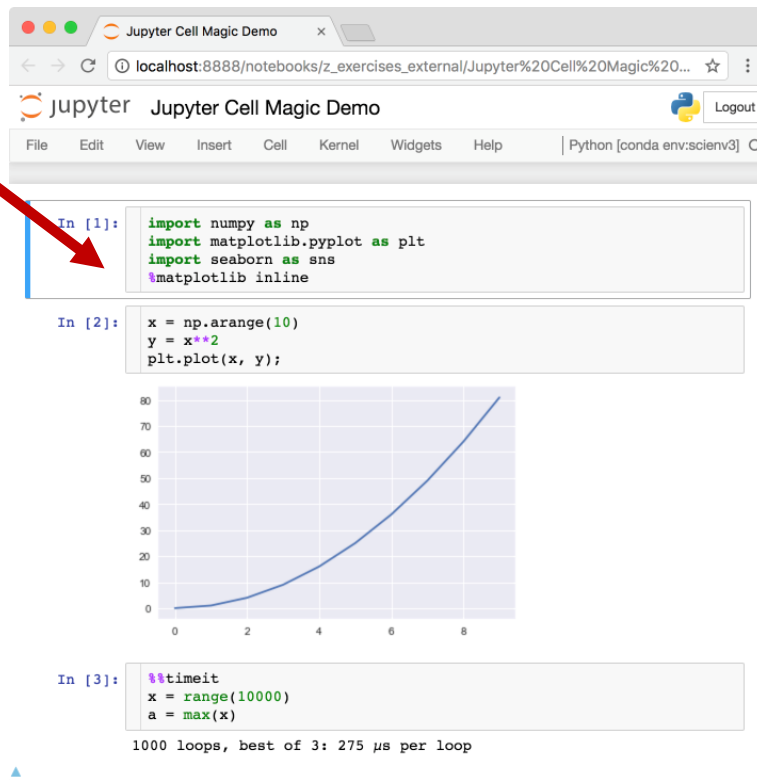 Jupyter Cell Magic Demo
localhost:8888/notebooks/z_exercises_external/Jupyter%20Cell%20Magic%20...
jupyter Jupyter Cell Magic Demo Logout
File Edit View Insert Cell Kernel Widgets Help Python [conda env:scienv3]
In [1]: import numpy as np
import matplotlib.pyplot as plt
import seaborn as sns
%matplotlib inline
In [2]: x = np.arange(10)
y = x**2
plt.plot(x, y);
80
70
60
50
40
30
20
10
0
0 2 4 6 8
In [3]: %%timeit
x = range(10000)
a = max(x)
1000 loops, best of 3: 275 µs per loop